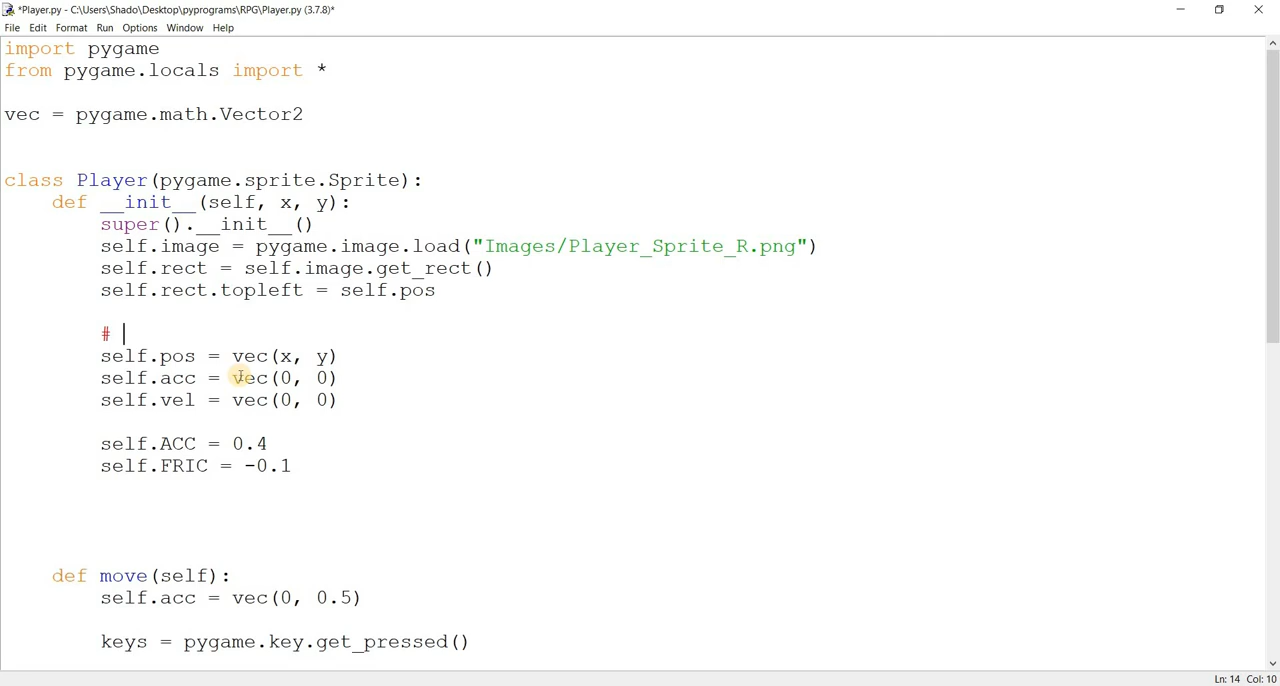 *Player.py - C:\Users\Shado\Desktop\pyprograms\RPG\Player.py (3.7.8)*
File Edit Format Run Options Window Help
import pygame
from pygame.locals import *
vec = pygame.math.Vector2
class Player(pygame.sprite.Sprite):
def __init__(self, x, y):
super().__init__()
self.image = pygame.image.load("Images/Player_Sprite_R.png")
self.rect = self.image.get_rect()
self.rect.topleft = self.pos
#
self.pos = vec(x, y)
self.acc = vec(0, 0)
self.vel = vec(0, 0)
self.ACC = 0.4
self.FRIC = -0.1
def move(self):
self.acc = vec(0, 0.5)
keys = pygame.key.get_pressed()
Ln: 14 Col: 10